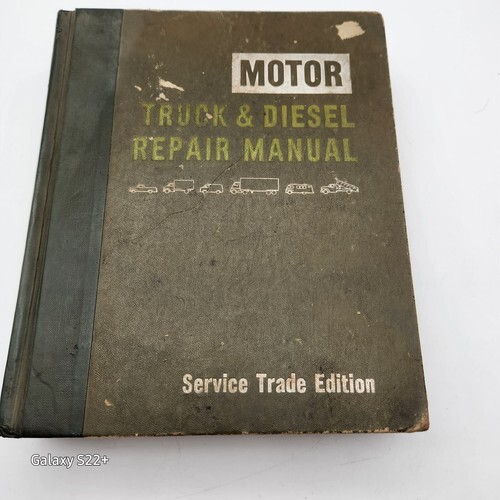 MOTOR
TRUCK & DIESEL
REPAIR MANUAL
Service Trade Edition
Galaxy S22+